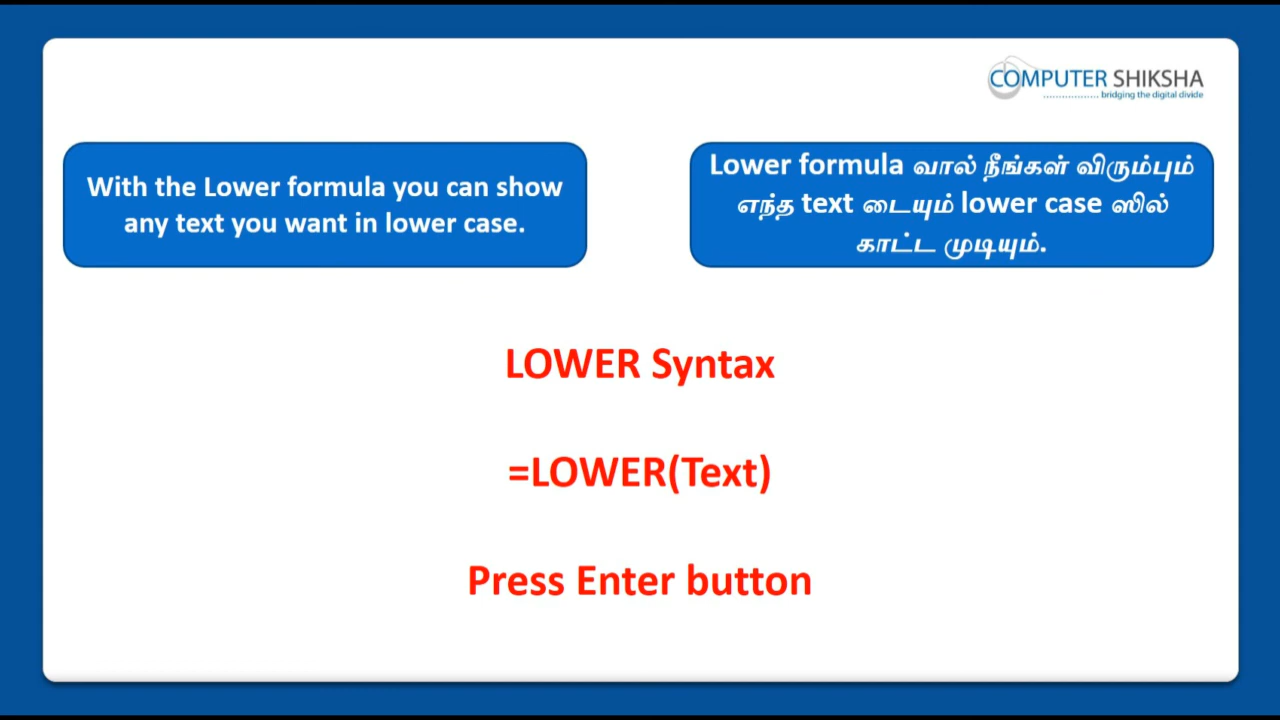 COMPUTER SHIKSHA
bridging the digital divide
With the Lower formula you can show
any text you want in lower case.
Lower formula வால் நீங்கள் விரும்பும்
எந்த text டையும் lower case ஸில்
காட்ட முடியும்.
LOWER Syntax
=LOWER(Text)
Press Enter button